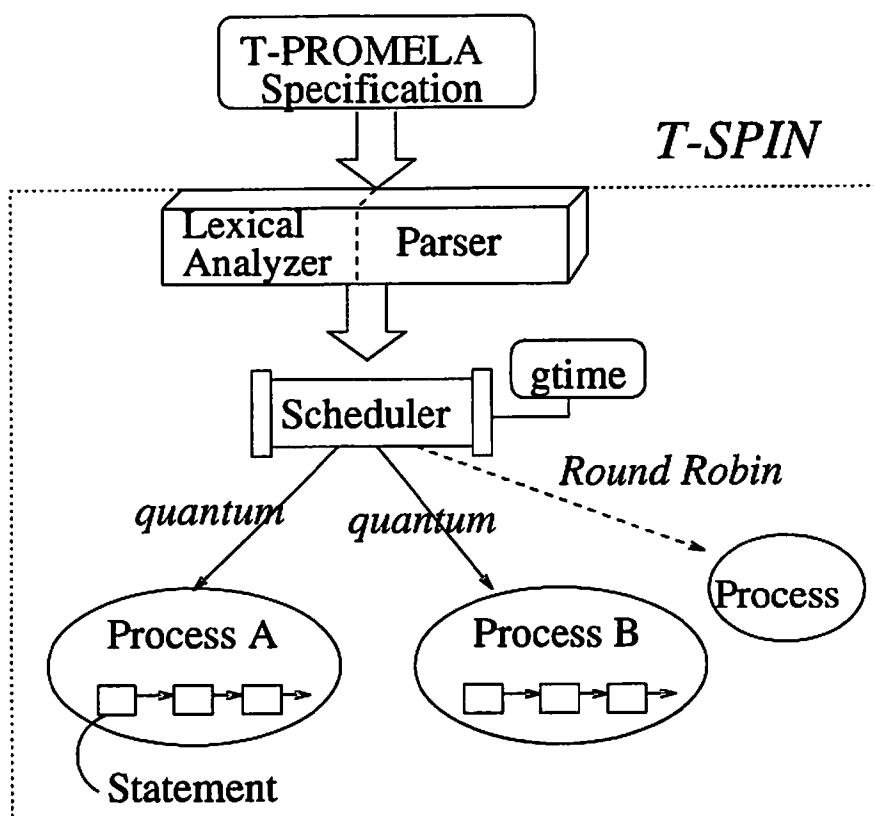 T-PROMELA
Specification
T-SPIN
Lexical
Analyzer
Parser
gtime
Scheduler
Round Robin
quantum
quantum
Process
Process A
Process B
Statement